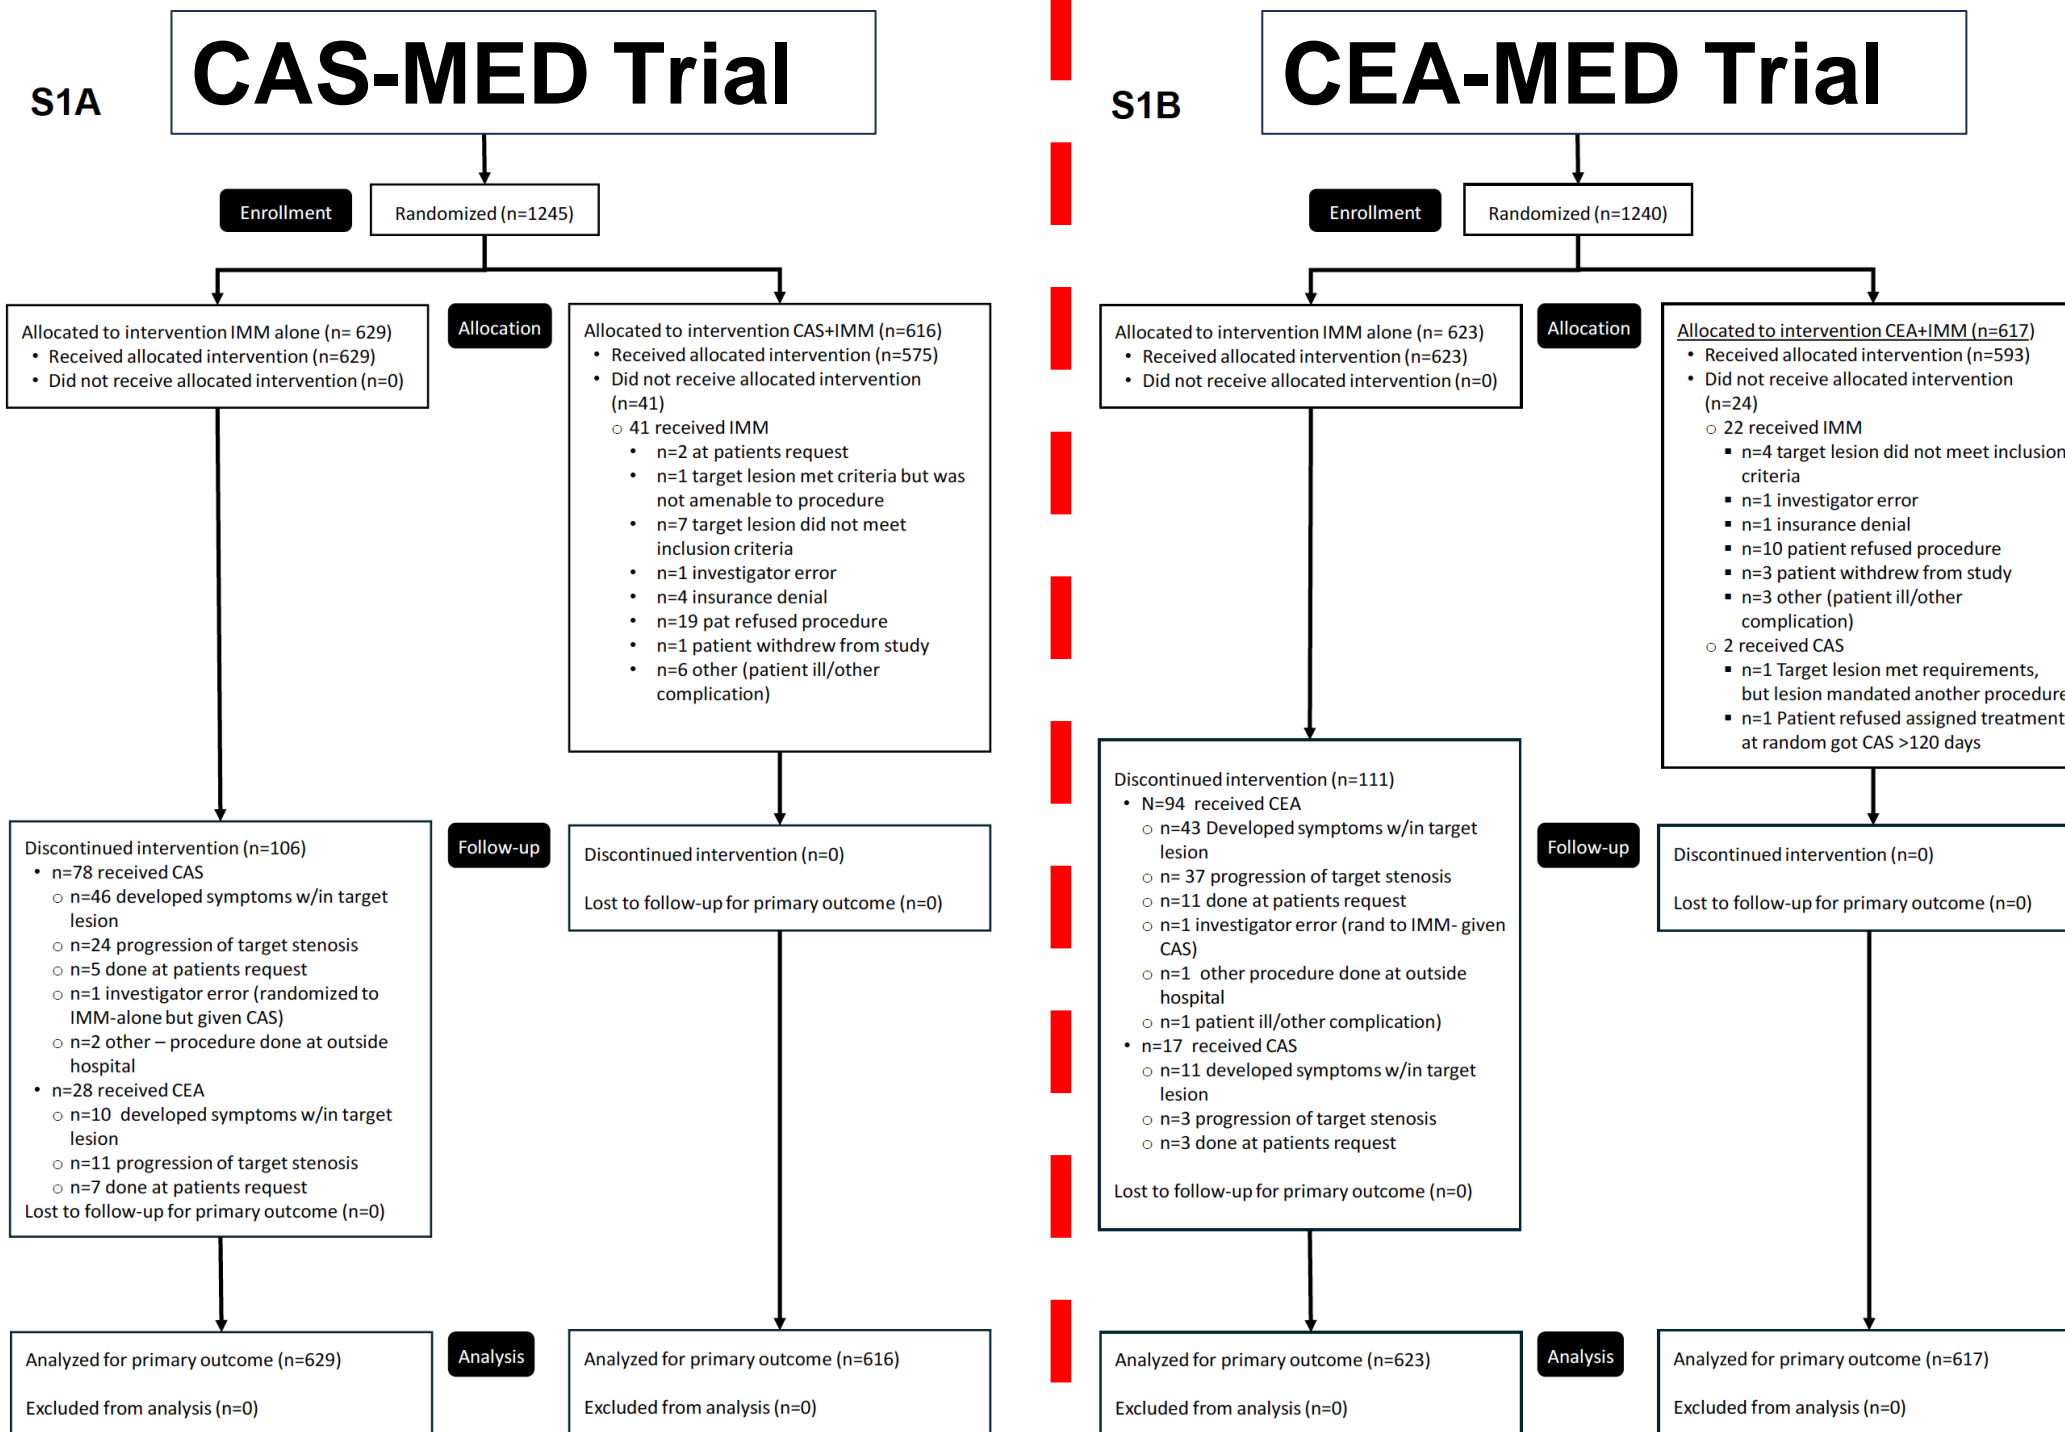 S1A
CAS-MED Trial
Enrollment
Randomized (n=1245)
Allocated to intervention IMM alone (n= 629)
• Received allocated intervention (n=629)
• Did not receive allocated intervention (n=0)
Allocation
Allocated to intervention CAS+IMM (n=616)
• Received allocated intervention (n=575)
• Did not receive allocated intervention
(n=41)
○ 41 received IMM
• n=2 at patients request
• n=1 target lesion met criteria but was
not amenable to procedure
• n=7 target lesion did not meet
inclusion criteria
• n=1 investigator error
• n=4 insurance denial
• n=19 pat refused procedure
• n=1 patient withdrew from study
• n=6 other (patient ill/other
complication)
Discontinued intervention (n=106)
• n=78 received CAS
○ n=46 developed symptoms w/in target
lesion
○ n=24 progression of target stenosis
○ n=5 done at patients request
○ n=1 investigator error (randomized to
IMM-alone but given CAS)
○ n=2 other – procedure done at outside
hospital
• n=28 received CEA
○ n=10  developed symptoms w/in target
lesion
○ n=11 progression of target stenosis
○ n=7 done at patients request
Lost to follow-up for primary outcome (n=0)
Follow-up
Discontinued intervention (n=0)
Lost to follow-up for primary outcome (n=0)
Analyzed for primary outcome (n=629)
Excluded from analysis (n=0)
Analysis
Analyzed for primary outcome (n=616)
Excluded from analysis (n=0)
S1B
CEA-MED Trial
Enrollment
Randomized (n=1240)
Allocated to intervention IMM alone (n= 623)
• Received allocated intervention (n=623)
• Did not receive allocated intervention (n=0)
Allocation
Allocated to intervention CEA+IMM (n=617)
• Received allocated intervention (n=593)
• Did not receive allocated intervention
(n=24)
○ 22 received IMM
▪ n=4 target lesion did not meet inclusion
criteria
▪ n=1 investigator error
▪ n=1 insurance denial
▪ n=10 patient refused procedure
▪ n=3 patient withdrew from study
▪ n=3 other (patient ill/other
complication)
○ 2 received CAS
▪ n=1 Target lesion met requirements,
but lesion mandated another procedure
▪ n=1 Patient refused assigned treatment
at random got CAS >120 days
Discontinued intervention (n=111)
• N=94  received CEA
○ n=43 Developed symptoms w/in target
lesion
○ n= 37 progression of target stenosis
○ n=11 done at patients request
○ n=1 investigator error (rand to IMM- given
CAS)
○ n=1  other procedure done at outside
hospital
○ n=1 patient ill/other complication)
• n=17  received CAS
○ n=11 developed symptoms w/in target
lesion
○ n=3 progression of target stenosis
○ n=3 done at patients request
Lost to follow-up for primary outcome (n=0)
Follow-up
Discontinued intervention (n=0)
Lost to follow-up for primary outcome (n=0)
Analyzed for primary outcome (n=623)
Excluded from analysis (n=0)
Analysis
Analyzed for primary outcome (n=617)
Excluded from analysis (n=0)